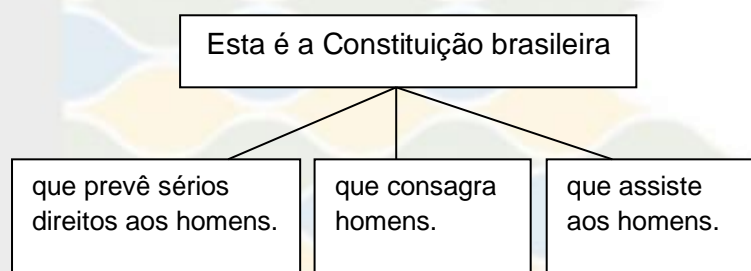 Esta é a Constituição brasileira
que prevê sérios
direitos aos homens.
que consagra
homens.
que assiste
aos homens.